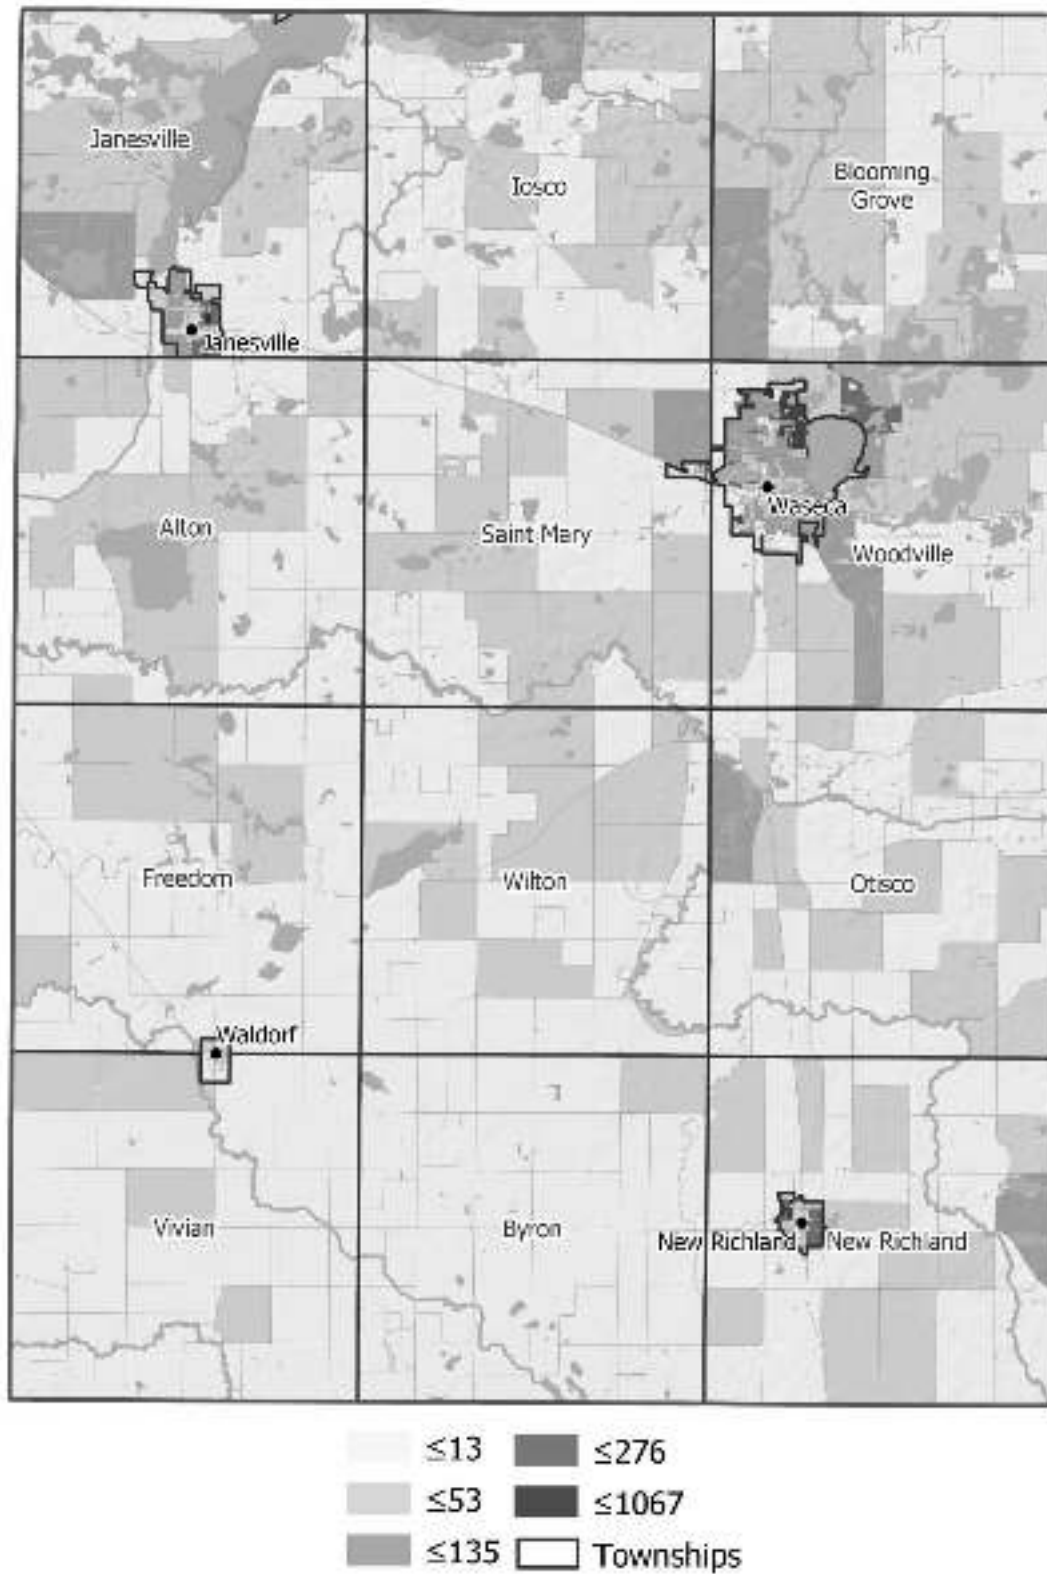 Janesville
Iosco
Blooming
Grove
Janesville
Alton
Saint Mary
Waseca
Woodville
Freedom
Wilton
Otisco
Waldorf
Vivian
Byron
New Richland
New Richland
≤13
≤276
≤53
≤1067
≤135
Townships